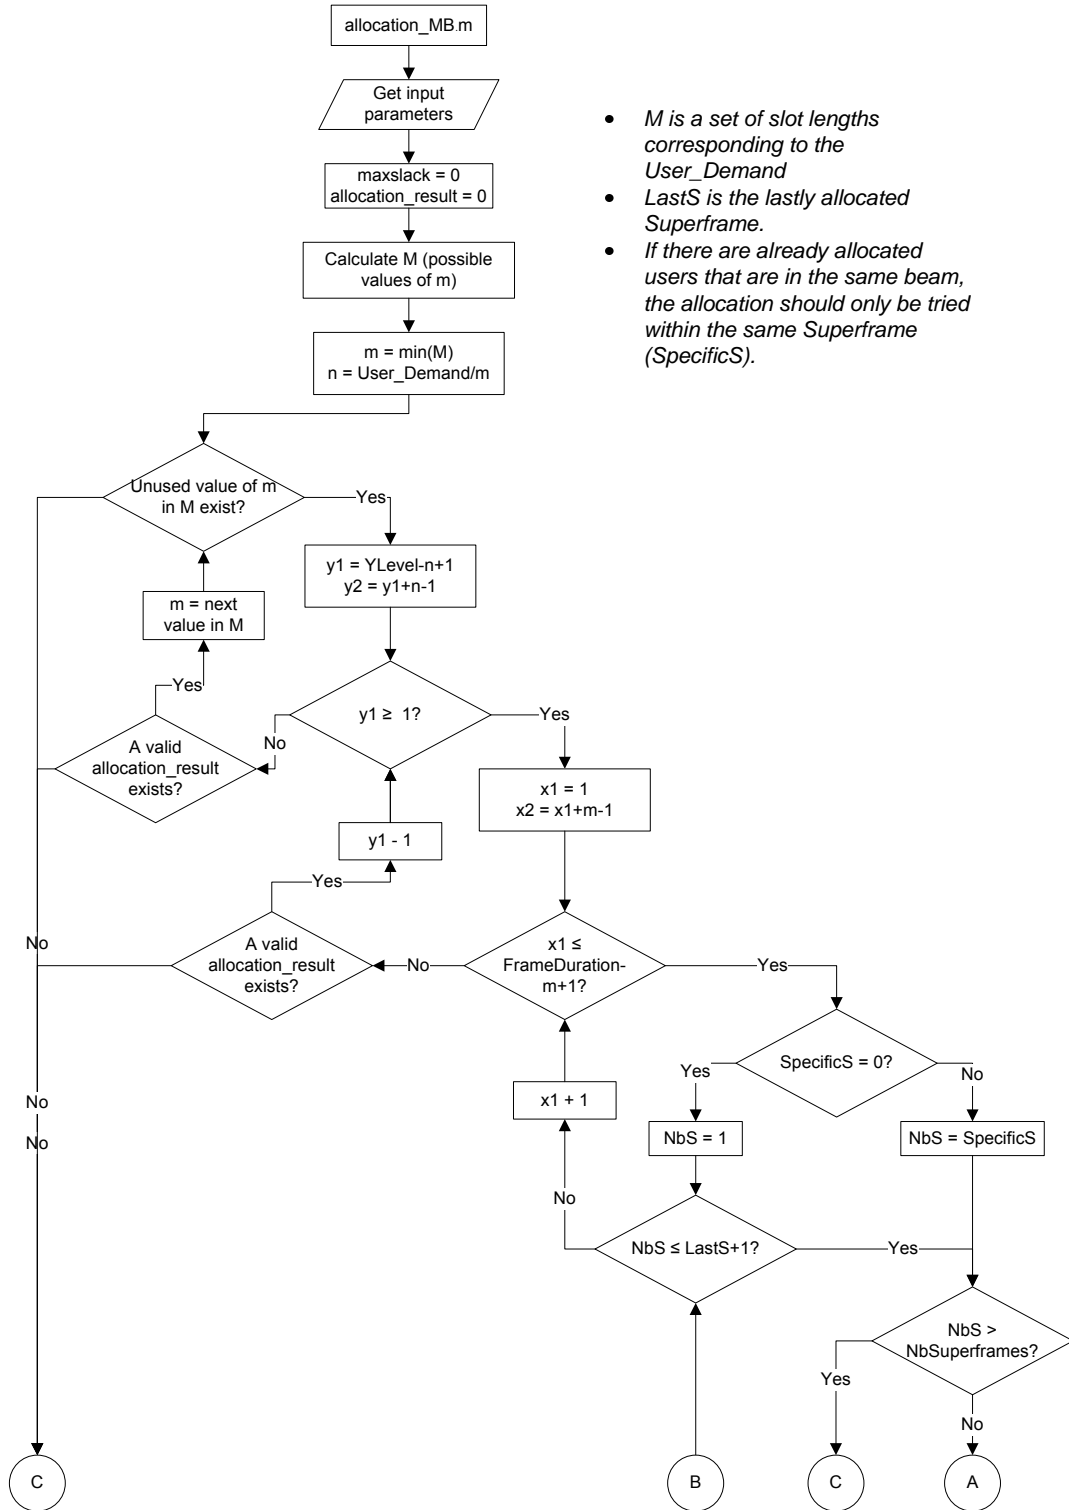 allocation_MB.m
Get input
parameters
maxslack = 0
allocation_result = 0
Calculate M (possible
values of m)
m = min(M)
n = User_Demand/m
• M is a set of slot lengths
corresponding to the
User_Demand
• LastS is the lastly allocated
Superframe.
• If there are already allocated
users that are in the same beam,
the allocation should only be tried
within the same Superframe
(SpecificS).
Unused value of m
in M exist?
Yes
y1 = YLevel-n+1
y2 = y1+n-1
m = next
value in M
Yes
y1 ≥ 1?
Yes
No
A valid
allocation_result
exists?
x1 = 1
x2 = x1+m-1
y1 - 1
Yes
No
A valid
allocation_result
exists?
No
x1 ≤
FrameDuration-
m+1?
Yes
SpecificS = 0?
Yes
No
x1 + 1
No
No
NbS = 1
NbS = SpecificS
No
NbS ≤ LastS+1?
Yes
NbS >
NbSuperframes?
Yes
No
C
B
C
A